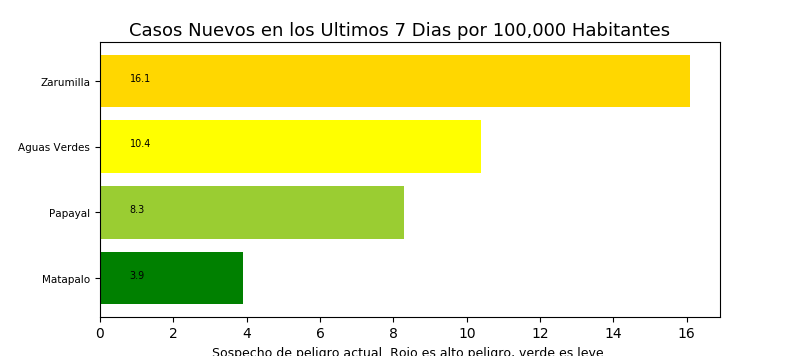 Casos Nuevos en los Ultimos 7 Dias por 100,000 Habitantes
Zarumilla
16.1
Aguas Verdes
10.4
Papayal
8.3
Matapalo
3.9
0 2 4 6 8 10 12 14 16
Sospecho de peligro actual. Rojo es alto peligro, verde es leve